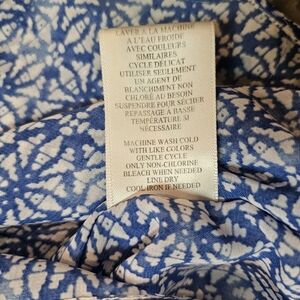 LAVER A LA MACHINE
A L'EAU FROIDE
AVEC COULEURS
SIMILAIRES
CYCLE DÉLICAT
UTILISER SEULEMENT
UN AGENT DE
BLANCHIMENT NON
CHLORÉ AU BESOIN
SUSPENDRE POUR SÉCHER
REPASSAGE A BASSE
TEMPÉRATURE SI
NÉCESSAIRE
MACHINE WASH COLD
WITH LIKE COLORS
GENTLE CYCLE
ONLY NON-CHLORINE
BLEACH WHEN NEEDED
LINE DRY
COOL IRON IF NEEDED